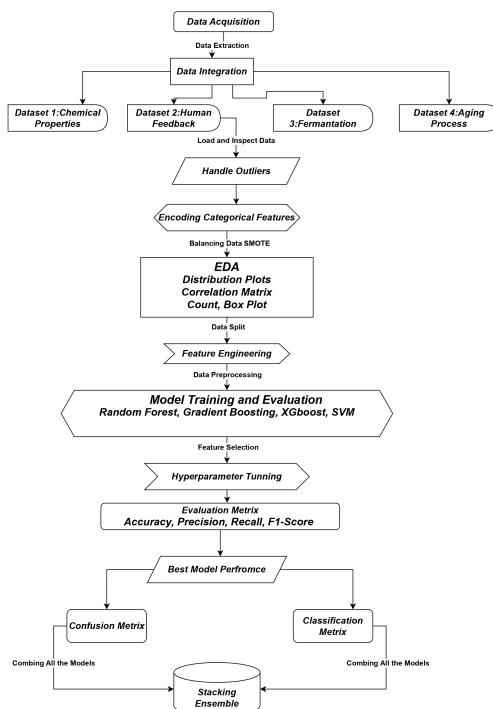 Data Acquisition
Data Extraction
Data Integration
Dataset 1:Chemical
Properties
Dataset 2:Human
Feedback
Dataset
3:Fermantation
Dataset 4:Aging
Process
Load and Inspect Data
Handle Outliers
Encoding Categorical Features
Balancing Data SMOTE
EDA
Distribution Plots
Correlation Matrix
Count, Box Plot
Data Split
Feature Engineering
Data Preprocessing
Model Training and Evaluation
Random Forest, Gradient Boosting, XGboost, SVM
Feature Selection
Hyperparameter Tunning
Evaluation Metrix
Accuracy, Precision, Recall, F1-Score
Best Model Perfromce
Confusion Metrix
Classification
Metrix
Combing All the Models
Combing All the Models
Stacking
Ensemble